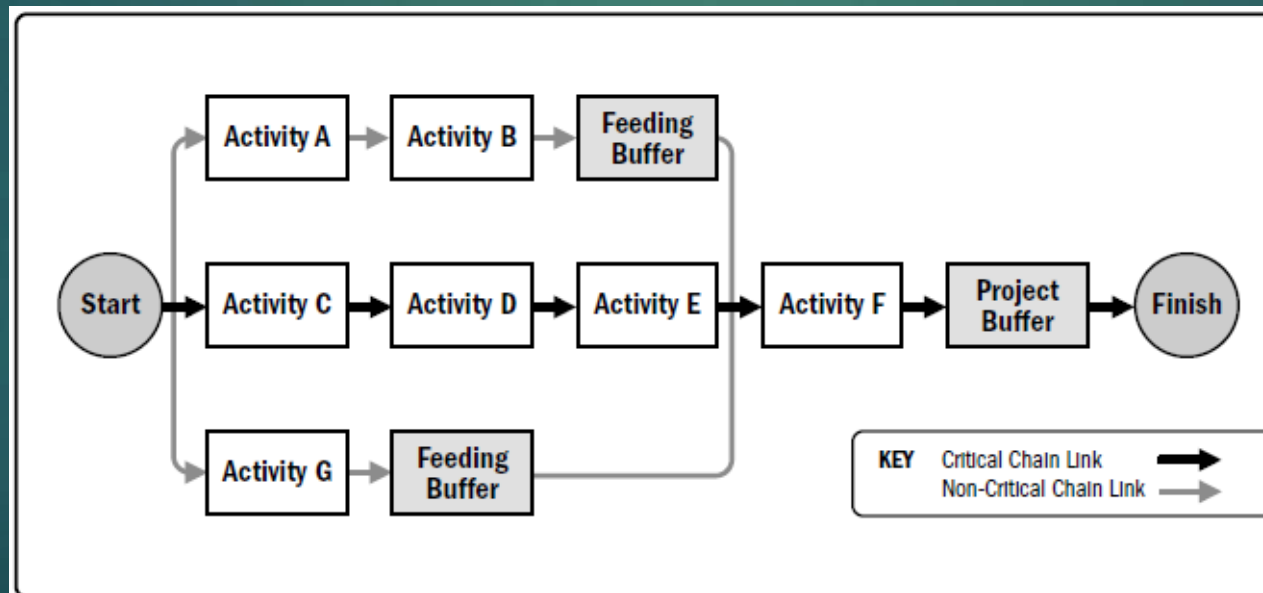 Activity A
Activity B
Feeding
Buffer
Start
Activity C
Activity D
Activity E
Activity F
Project
Buffer
Finish
Activity G
Feeding
Buffer
KEY Critical Chain Link
Non-Critical Chain Link